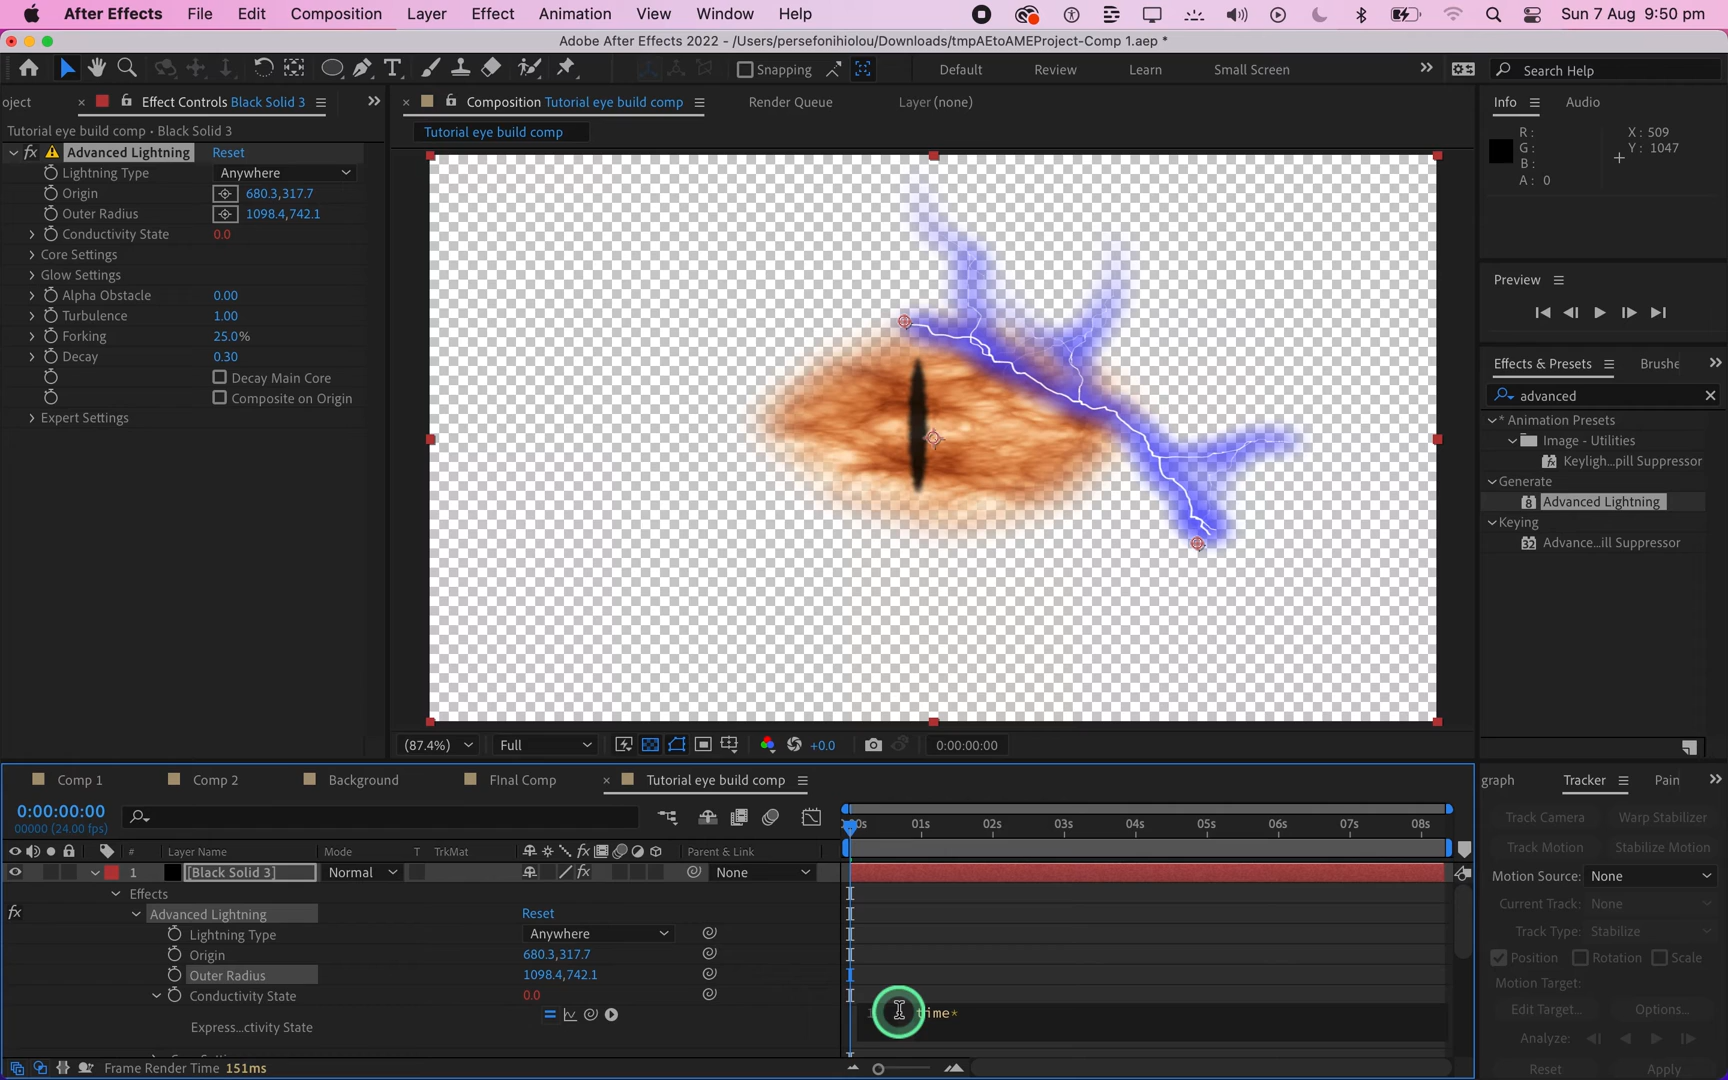 After Effects File Edit Composition Layer Effect Animation View Window Help Sun 7 Aug 9:50 pm
Adobe After Effects 2022 - /Users/persefonihiolou/Downloads/tmpAEtoAMEProject-Comp 1.aep *
Snapping Default Review Learn Small Screen Search Help
oject Effect Controls Black Solid 3 Composition Tutorial eye build comp Render Queue Layer (none) Info Audio
Tutorial eye build comp • Black Solid 3
Tutorial eye build comp
fx Advanced Lightning Reset
Lightning Type Anywhere
Origin 680.3,317.7
Outer Radius 1098.4,742.1
Conductivity State 0.0
Core Settings
Glow Settings
Alpha Obstacle 0.00
Turbulence 1.00
Forking 25.0%
Decay 0.30
Decay Main Core
Composite on Origin
Expert Settings
R :
G :
B :
A : 0
X : 509
Y : 1047
Preview
Effects & Presets Brushe
advanced
* Animation Presets
Image - Utilities
Keyligh...pill Suppressor
Generate
8 Advanced Lightning
Keying
32 Advance...ill Suppressor
(87.4%) Full +0.0 0:00:00:00
Comp 1 Comp 2 Background FInal Comp Tutorial eye build comp
0:00:00:00
00000 (24.00 fps)
:00s 01s 02s 03s 04s 05s 06s 07s 08s
# Layer Name Mode T TrkMat fx Parent & Link
1 [Black Solid 3] Normal fx None
Effects
fx Advanced Lightning Reset
Lightning Type Anywhere
Origin 680.3,317.7
Outer Radius 1098.4,742.1
Conductivity State 0.0
Express...ctivity State
1 time*
Frame Render Time 151ms
graph Tracker Pain
Track Camera Warp Stabilizer
Track Motion Stabilize Motion
Motion Source: None
Current Track: None
Track Type: Stabilize
Position Rotation Scale
Motion Target:
Edit Target... Options...
Analyze:
Reset Apply